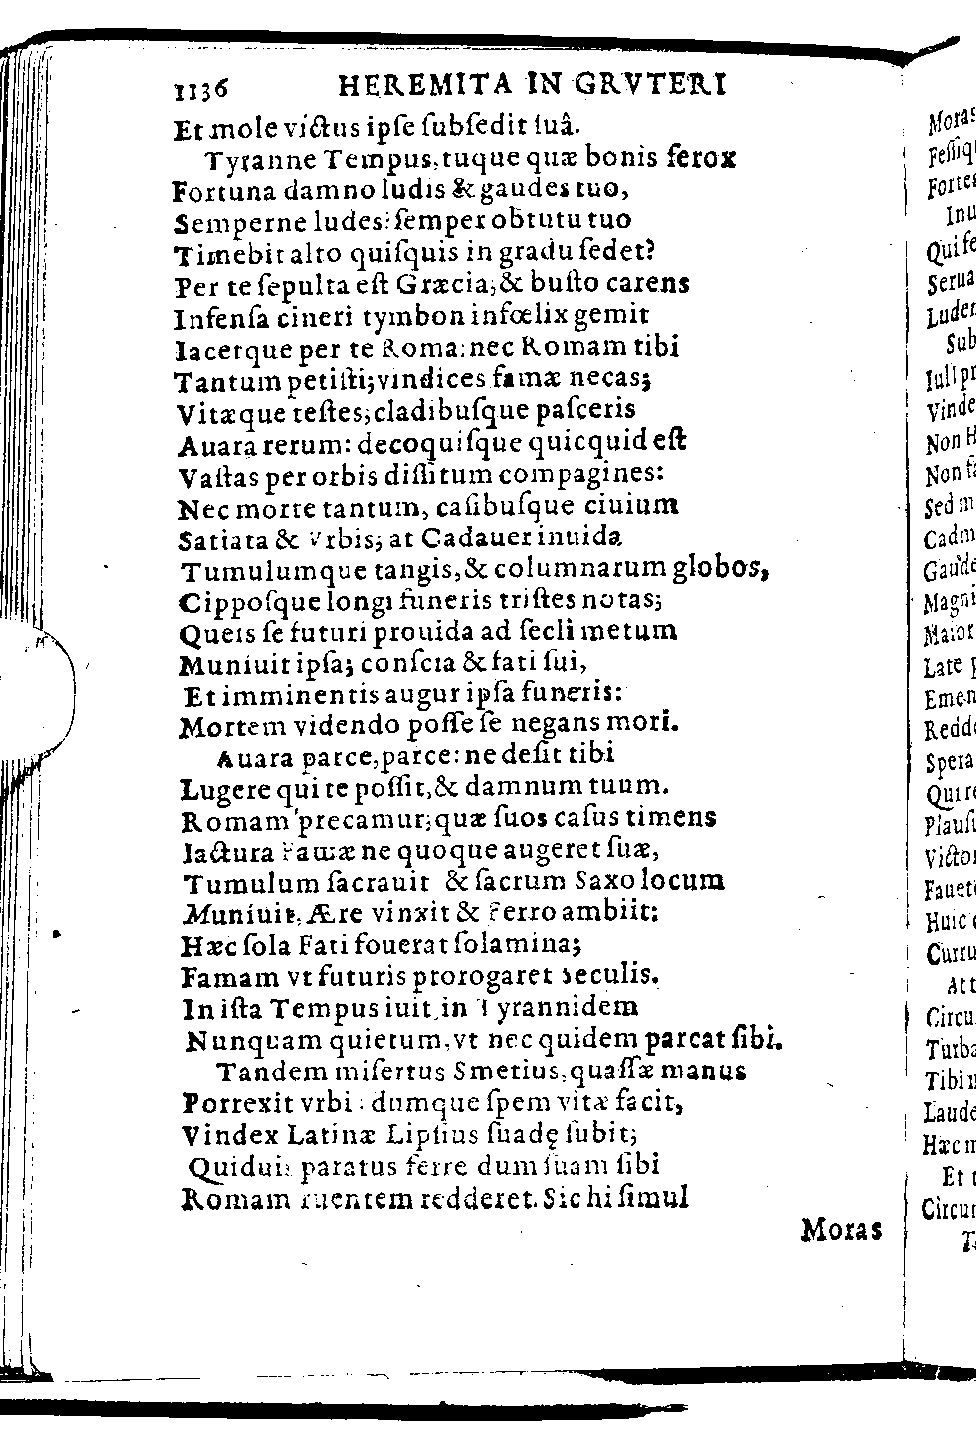 1136 HEREMITA IN GRVTERI
Et mole victus ipſe ſubſedit ſuâ.
Tyranne Tempus, tuque quæ bonis ferox
Fortuna damno ludis & gaudes tuo,
Semperne ludes: ſemper obtutu tuo
Timebit alto quiſquis in gradu ſedet?
Per te ſepulta eſt Græcia; & buſto carens
Infenſa cineri tymbon infœlix gemit
Iacetque per te Roma: nec Romam tibi
Tantum petiſti; vindices famæ necas;
Vitæque teſtes; cladibuſque paſceris
Auara rerum: decoquiſque quicquid eſt
Vaſtas per orbis diſſitum compagines:
Nec morte tantum, caſibuſque ciuium
Satiata & Vrbis; at Cadauer inuida
Tumulumque tangis, & columnarum globos,
Cippoſque longi funeris triſtes notas;
Queis ſe futuri prouida ad ſecli metum
Muniuit ipſa; conſcia & fati ſui,
Et imminentis augur ipſa funeris:
Mortem videndo poſſe ſe negans mori.
Auara parce, parce: ne deſit tibi
Lugere qui te poſſit, & damnum tuum.
Romam precamur; quæ ſuos caſus timens
Iactura Famæ ne quoque augeret ſuæ,
Tumulum ſacrauit & ſacrum Saxo locum
Muniuit, Ære vinxit & Ferro ambiit:
Hæc ſola Fati fouerat ſolamina;
Famam vt futuris prorogaret ſeculis.
In iſta Tempus iuit, in Tyrannidem
Nunquam quietum, vt nec quidem parcat ſibi.
Tandem miſertus Smetius, quaſſæ manus
Porrexit vrbi: dumque ſpem vitæ facit,
Vindex Latinæ Lipſius ſuadę ſubit;
Quidui: paratus ferre dum ſuam ſibi
Romam ruentem redderet. Sic hi ſimul
Moras
Moras
Inu
Qui ſe
Serua
Luder
Sub
Vinde
Non H
Non fa
Sed m
Cadm
Gaude
Magni
Maior
Late p
Emen
Redde
Spera
Qui re
Plauſu
Victor
Faueti
Huic
Curru
Att
Circu
Turba
Tibi
Laude
Hæc
Et
Circum